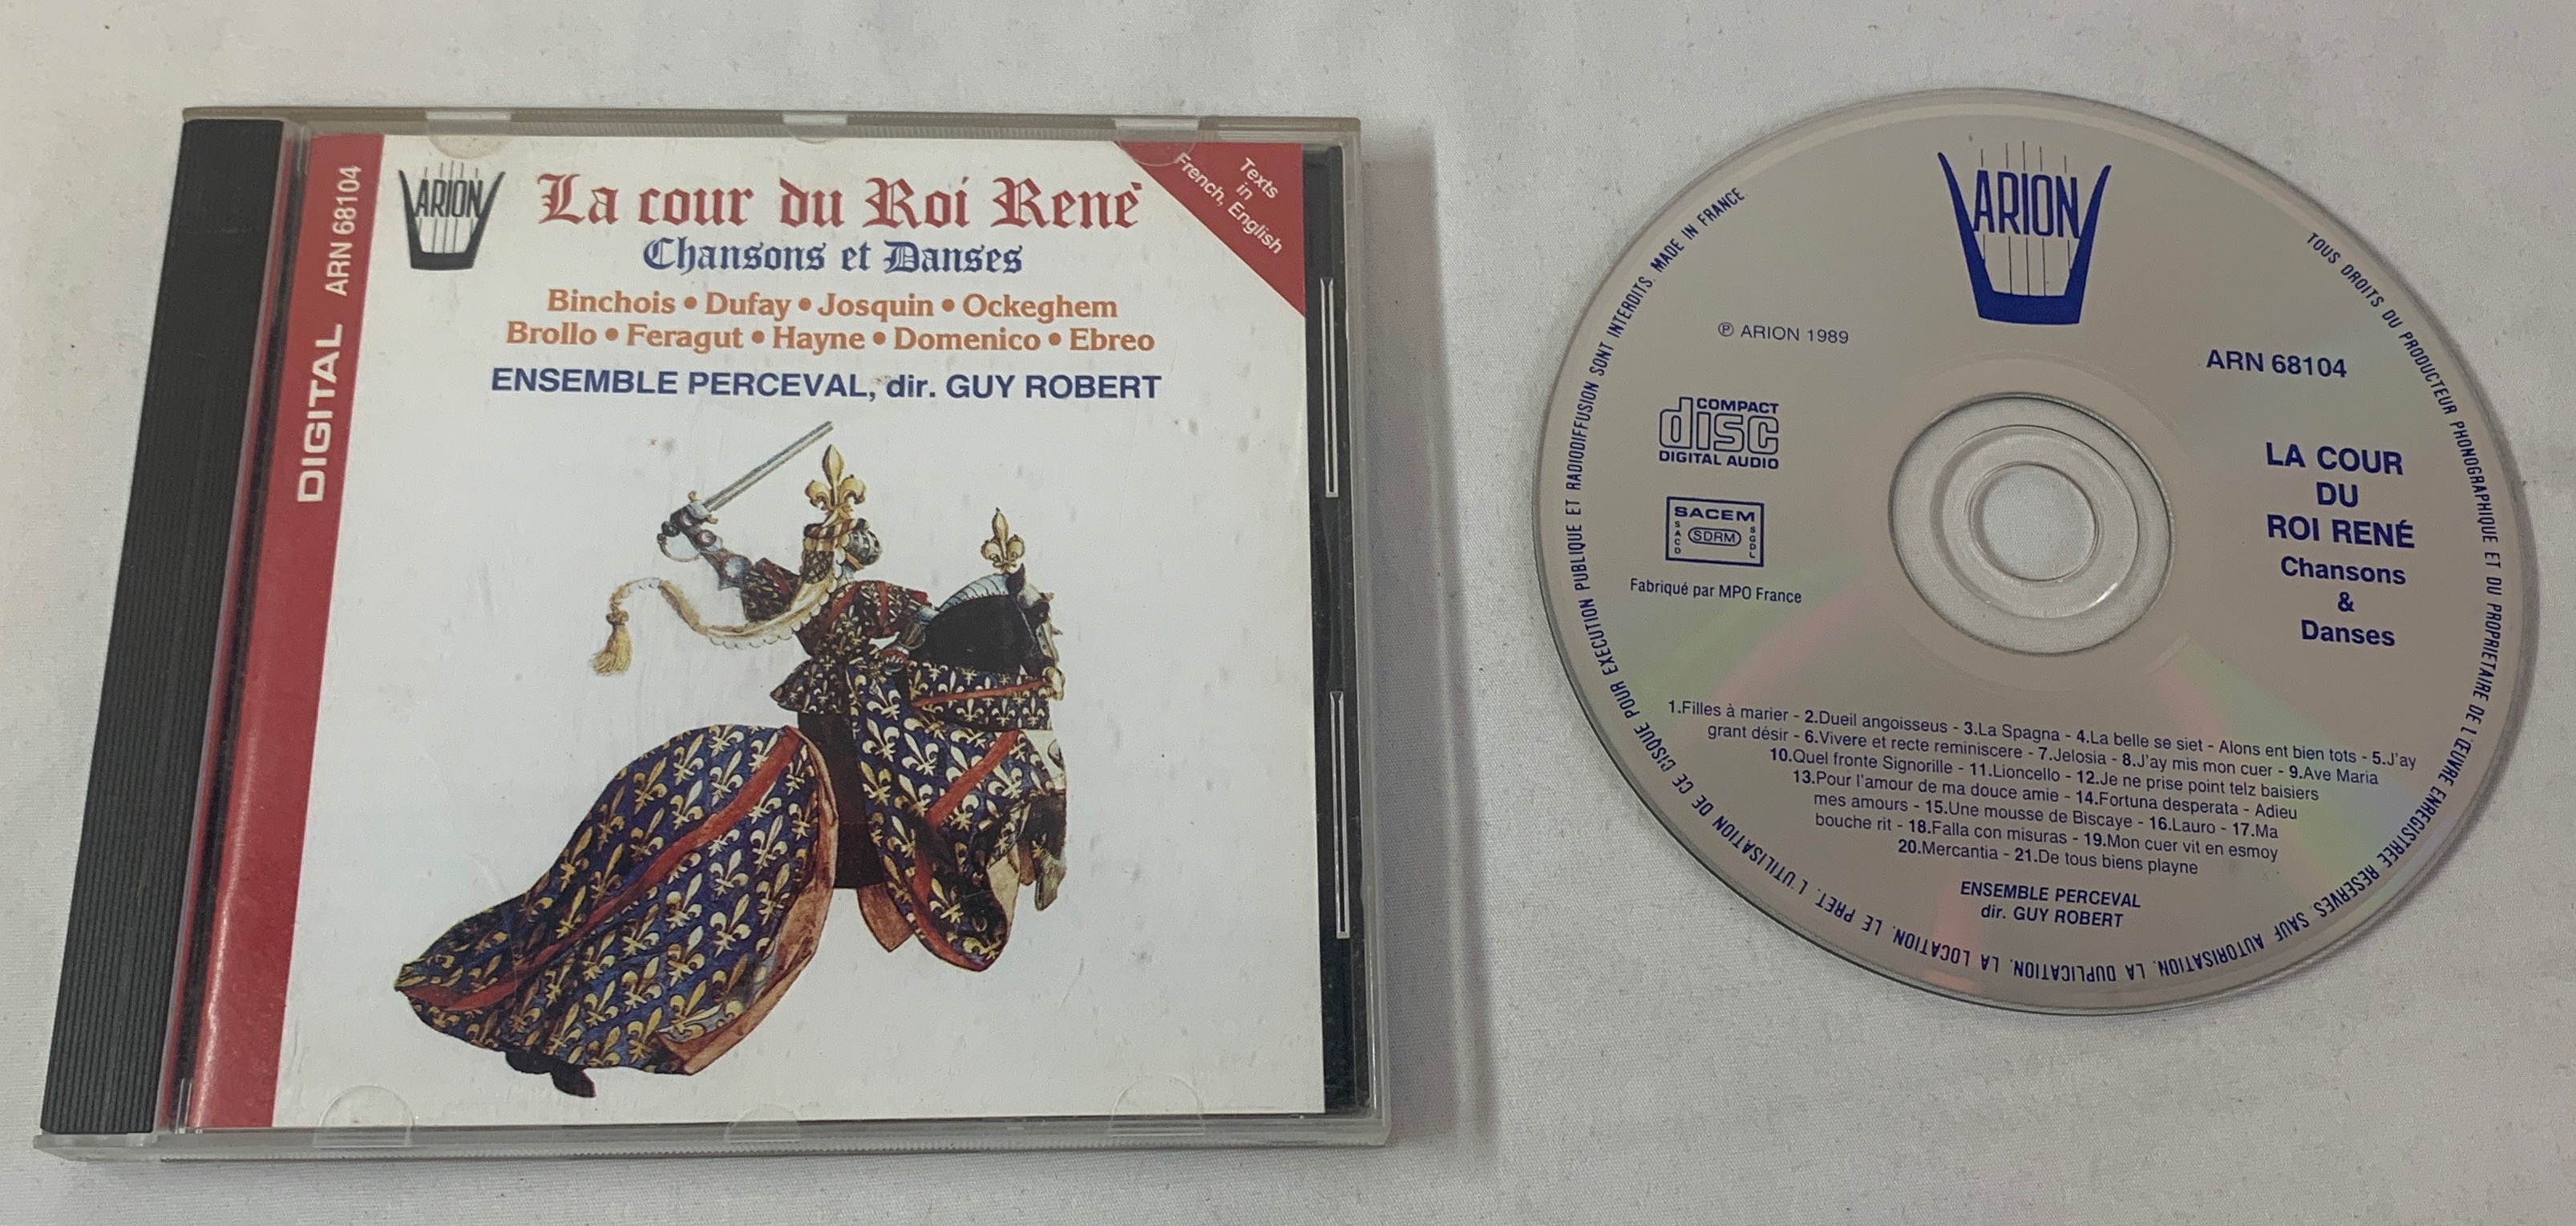 DIGITAL ARN 68104
ARION
La cour du Roi René
Chansons et Danses
Texts
in
French, English
Binchois • Dufay • Josquin • Ockeghem
Brollo • Feragut • Hayne • Domenico • Ebreo
ENSEMBLE PERCEVAL, dir. GUY ROBERT
ARION
℗ ARION 1989
ARN 68104
COMPACT
disc
DIGITAL AUDIO
SACEM
SACD
SDRM
SGDL
Fabriqué par MPO France
LA COUR
DU
ROI RENÉ
Chansons
&
Danses
1.Filles à marier - 2.Dueil angoisseus - 3.La Spagna - 4.La belle se siet - Alons ent bien tots - 5.J'ay
grant désir - 6.Vivere et recte reminiscere - 7.Jelosia - 8.J'ay mis mon cuer - 9.Ave Maria
10.Quel fronte Signorille - 11.Lioncello - 12.Je ne prise point telz baisiers
13.Pour l'amour de ma douce amie - 14.Fortuna desperata - Adieu
mes amours - 15.Une mousse de Biscaye - 16.Lauro - 17.Ma
bouche rit - 18.Falla con misuras - 19.Mon cuer vit en esmoy
20.Mercantia - 21.De tous biens playne
ENSEMBLE PERCEVAL
dir. GUY ROBERT
TOUS DROITS DU PRODUCTEUR PHONOGRAPHIQUE ET DU PROPRIETAIRE DE L'ŒUVRE ENREGISTREE RESERVES. SAUF AUTORISATION, LA DUPLICATION, LA LOCATION, LE PRET, L'UTILISATION DE CE DISQUE POUR EXECUTION PUBLIQUE ET RADIODIFFUSION SONT INTERDITS. MADE IN FRANCE